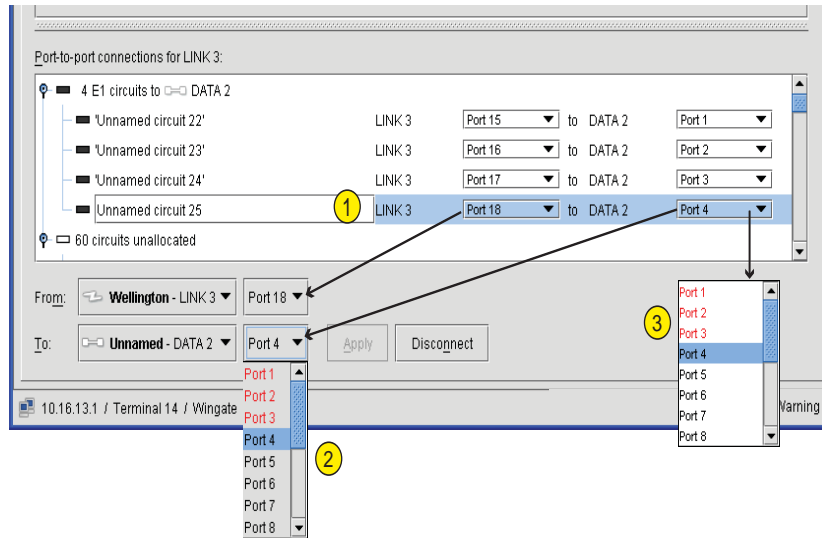 Port-to-port connections for LINK 3:
4 E1 circuits to DATA 2
'Unnamed circuit 22' LINK 3 Port 15 to DATA 2 Port 1
'Unnamed circuit 23' LINK 3 Port 16 to DATA 2 Port 2
'Unnamed circuit 24' LINK 3 Port 17 to DATA 2 Port 3
Unnamed circuit 25 1 LINK 3 Port 18 to DATA 2 Port 4
60 circuits unallocated
From: Wellington - LINK 3 Port 18
To: Unnamed - DATA 2 Port 4 Apply Disconnect
Port 1
Port 2
Port 3
Port 4
Port 5
Port 6
Port 7
Port 8
2
3
Port 1
Port 2
Port 3
Port 4
Port 5
Port 6
Port 7
Port 8
10.16.13.1 / Terminal 14 / Wingate
Warning